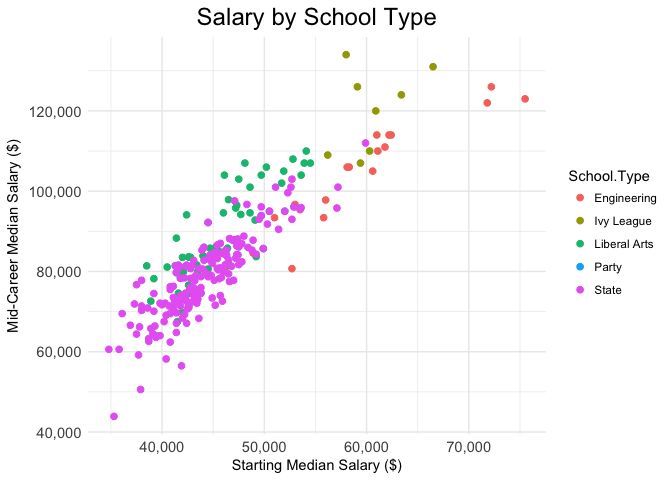 Salary by School Type
Mid-Career Median Salary ($)
120,000
100,000
80,000
60,000
40,000
40,000
50,000
60,000
70,000
Starting Median Salary ($)
School.Type
Engineering
Ivy League
Liberal Arts
Party
State